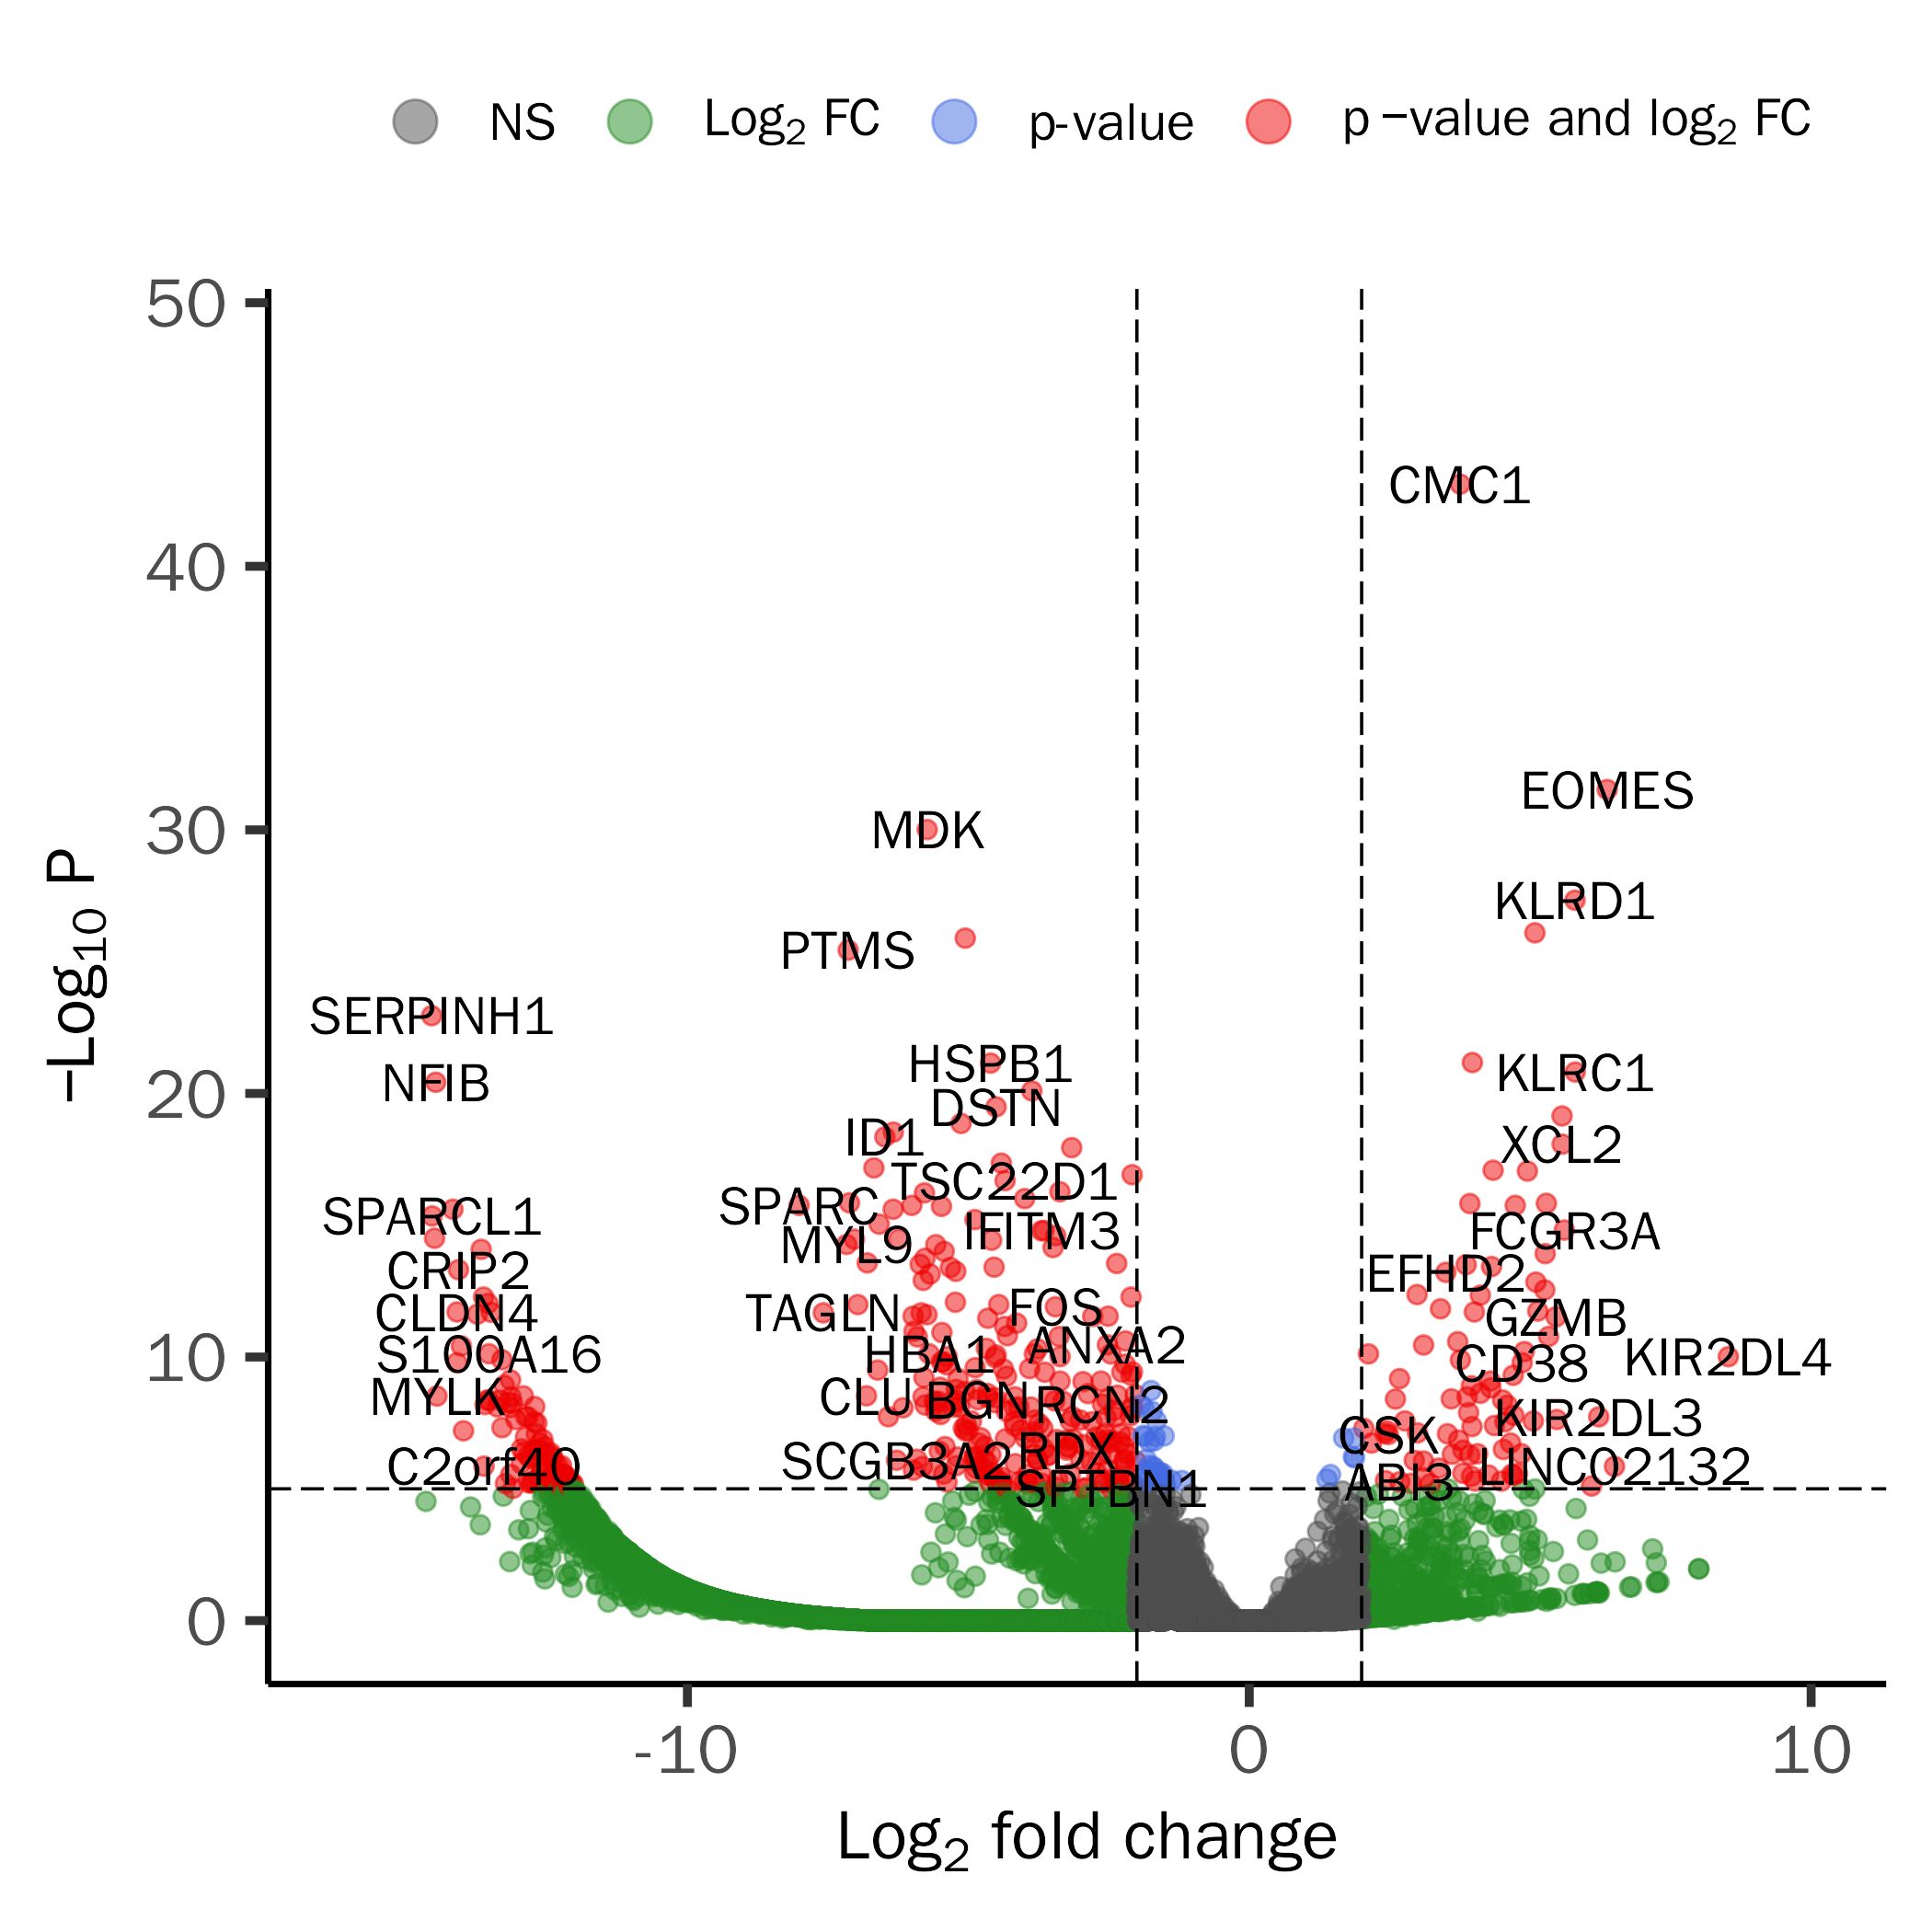 NS Log2 FC p-value p −value and log2 FC
50
CMC1
40
EOMES
MDK
30
KLRD1
PTMS
SERPINH1
HSPB1
KLRC1
NFIB
20
DSTN
ID1
XCL2
TSC22D1
SPARC
SPARCL1
IFITM3
FCGR3A
MYL9
CRIP2
EFHD2
TAGLN
FOS
CLDN4
GZMB
ANXA2
S100A16
HBA1
10
KIR2DL4
CD38
MYLK
CLU
BGN
RCN2
KIR2DL3
CSK
RDX
C2orf40
SCGB3A2
LINC02132
ABI3
SPTBN1
0
−Log10 P
-10 0 10
Log2 fold change